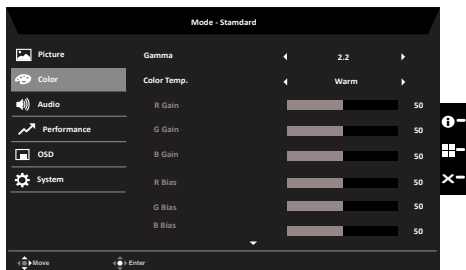 Mode - Standard
Picture
Gamma 2.2
Color
Color Temp. Warm
Audio
R Gain 50
Performance
G Gain 50
OSD
B Gain 50
System
R Bias 50
G Bias 50
B Bias 50
Move Enter